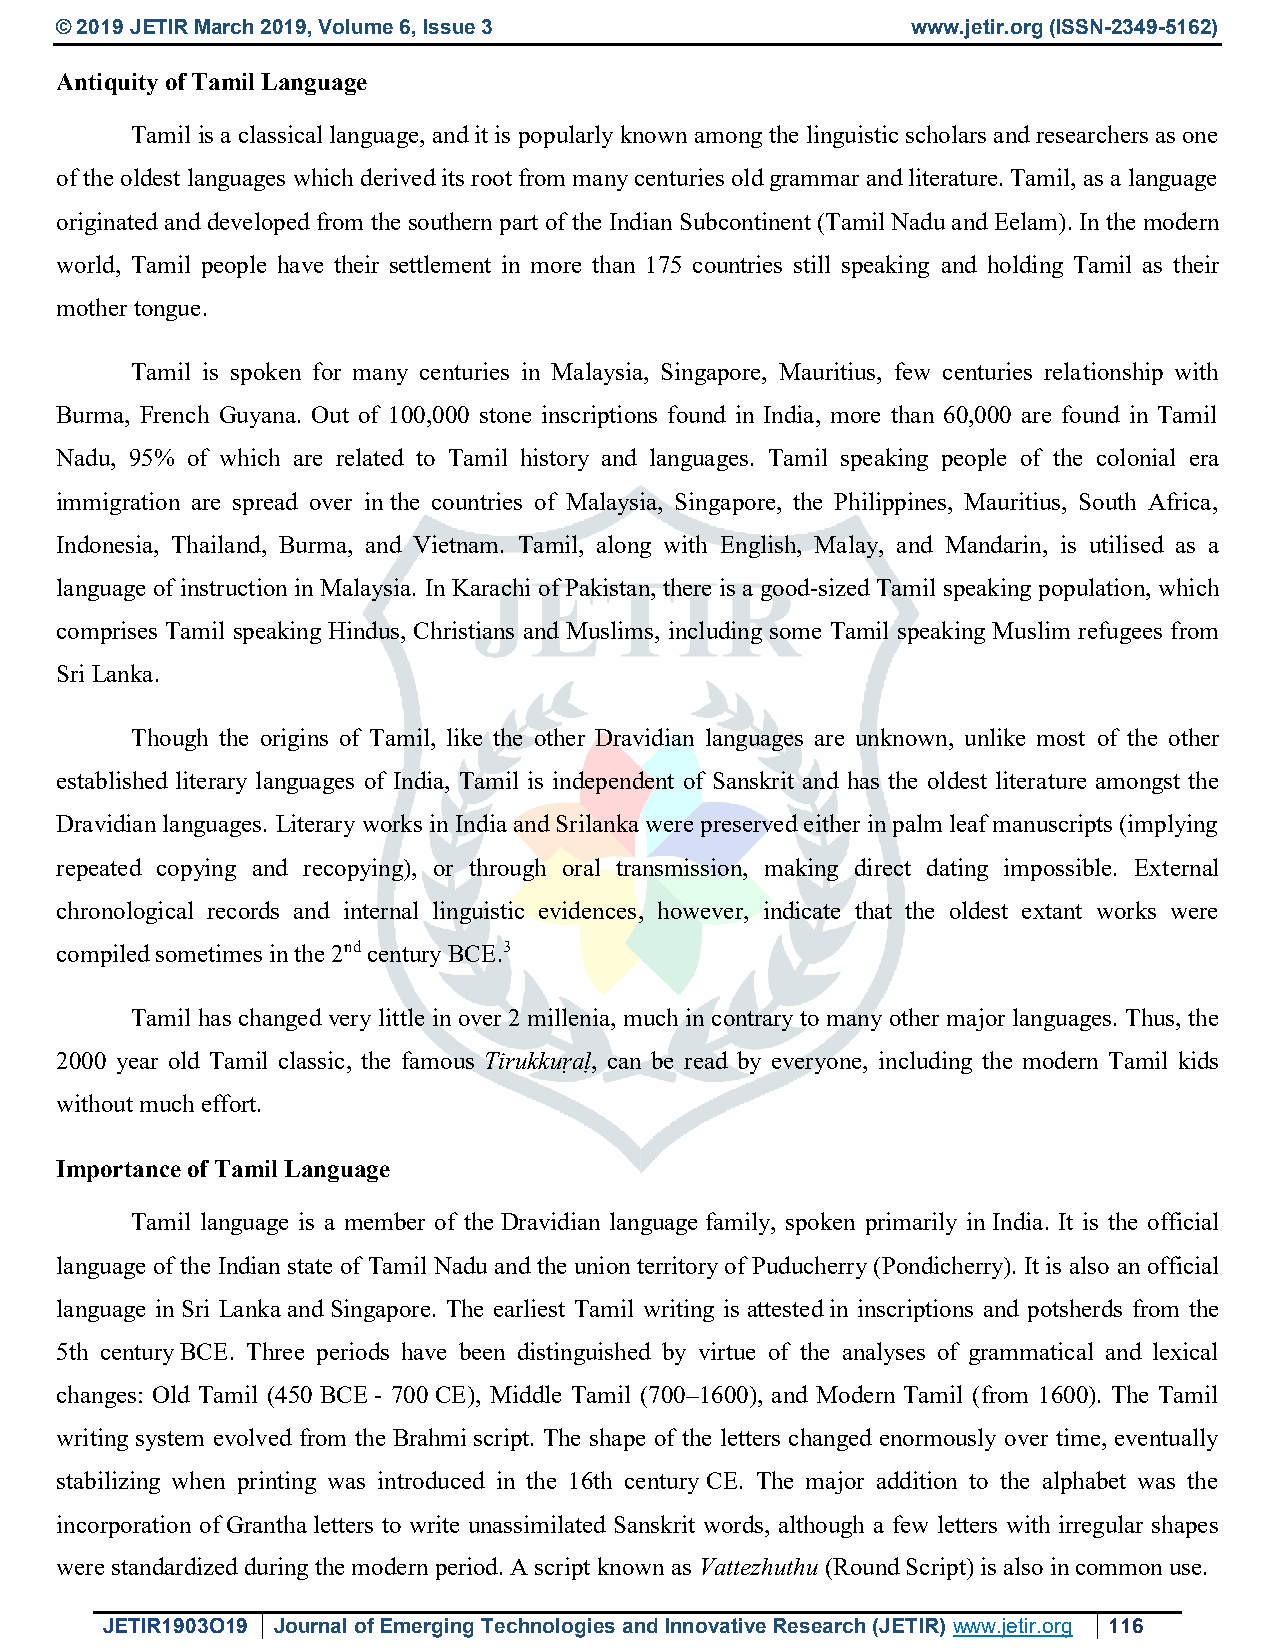 © 2019 JETIR March 2019, Volume 6, Issue 3 www.jetir.org (ISSN-2349-5162)
Antiquity of Tamil Language
Tamil is a classical language, and it is popularly known among the linguistic scholars and researchers as one
of the oldest languages which derived its root from many centuries old grammar and literature. Tamil, as a language
originated and developed from the southern part of the Indian Subcontinent (Tamil Nadu and Eelam). In the modern
world, Tamil people have their settlement in more than 175 countries still speaking and holding Tamil as their
mother tongue.
Tamil is spoken for many centuries in Malaysia, Singapore, Mauritius, few centuries relationship with
Burma, French Guyana. Out of 100,000 stone inscriptions found in India, more than 60,000 are found in Tamil
Nadu, 95% of which are related to Tamil history and languages. Tamil speaking people of the colonial era
immigration are spread over in the countries of Malaysia, Singapore, the Philippines, Mauritius, South Africa,
Indonesia, Thailand, Burma, and Vietnam. Tamil, along with English, Malay, and Mandarin, is utilised as a
language of instruction in Malaysia. In Karachi of Pakistan, there is a good-sized Tamil speaking population, which
comprises Tamil speaking Hindus, Christians and Muslims, including some Tamil speaking Muslim refugees from
Sri Lanka.
JETIR
Though the origins of Tamil, like the other Dravidian languages are unknown, unlike most of the other
established literary languages of India, Tamil is independent of Sanskrit and has the oldest literature amongst the
Dravidian languages. Literary works in India and Srilanka were preserved either in palm leaf manuscripts (implying
repeated copying and recopying), or through oral transmission, making direct dating impossible. External
chronological records and internal linguistic evidences, however, indicate that the oldest extant works were
compiled sometimes in the 2nd century BCE.3
Tamil has changed very little in over 2 millenia, much in contrary to many other major languages. Thus, the
2000 year old Tamil classic, the famous Tirukkuṛaḷ, can be read by everyone, including the modern Tamil kids
without much effort.
Importance of Tamil Language
Tamil language is a member of the Dravidian language family, spoken primarily in India. It is the official
language of the Indian state of Tamil Nadu and the union territory of Puducherry (Pondicherry). It is also an official
language in Sri Lanka and Singapore. The earliest Tamil writing is attested in inscriptions and potsherds from the
5th century BCE. Three periods have been distinguished by virtue of the analyses of grammatical and lexical
changes: Old Tamil (450 BCE - 700 CE), Middle Tamil (700–1600), and Modern Tamil (from 1600). The Tamil
writing system evolved from the Brahmi script. The shape of the letters changed enormously over time, eventually
stabilizing when printing was introduced in the 16th century CE. The major addition to the alphabet was the
incorporation of Grantha letters to write unassimilated Sanskrit words, although a few letters with irregular shapes
were standardized during the modern period. A script known as Vattezhuthu (Round Script) is also in common use.
JETIR1903O19 Journal of Emerging Technologies and Innovative Research (JETIR) www.jetir.org 116